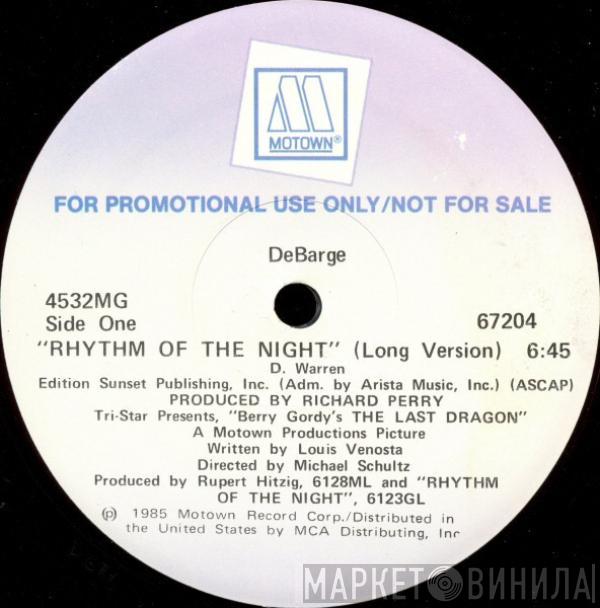 MOTOWN®
FOR PROMOTIONAL USE ONLY/NOT FOR SALE
DeBarge
4532MG
Side One
67204
"RHYTHM OF THE NIGHT" (Long Version) 6:45
D. Warren
Edition Sunset Publishing, Inc. (Adm. by Arista Music, Inc.) (ASCAP)
PRODUCED BY RICHARD PERRY
Tri-Star Presents, "Berry Gordy's THE LAST DRAGON"
A Motown Productions Picture
Written by Louis Venosta
Directed by Michael Schultz
Produced by Rupert Hitzig, 6128ML and "RHYTHM
OF THE NIGHT", 6123GL
℗ 1985 Motown Record Corp./Distributed in
the United States by MCA Distributing, Inc
МАРКЕТ ВИНИЛА